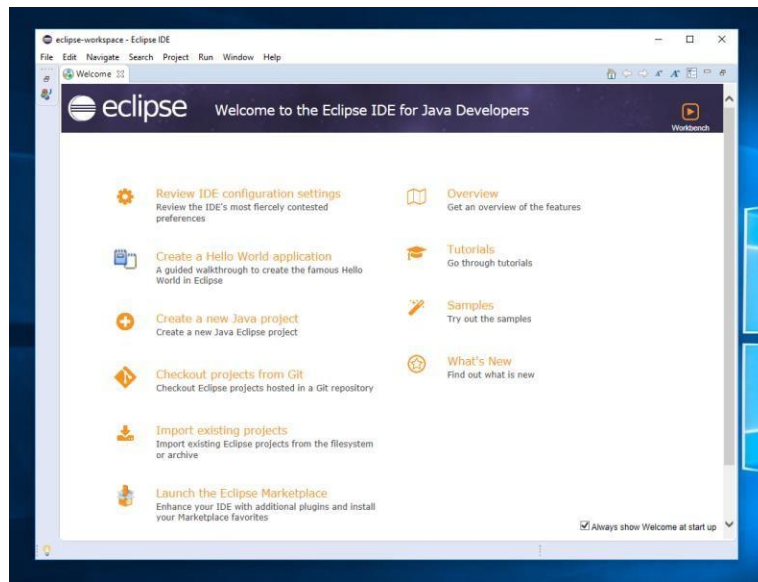 eclipse-workspace - Eclipse IDE
File Edit Navigate Search Project Run Window Help
Welcome
eclipse
Welcome to the Eclipse IDE for Java Developers
Workbench
Review IDE configuration settings
Review the IDE's most fiercely contested
preferences
Create a Hello World application
A guided walkthrough to create the famous Hello
World in Eclipse
Create a new Java project
Create a new Java Eclipse project
Checkout projects from Git
Checkout Eclipse projects hosted in a Git repository
Import existing projects
Import existing Eclipse projects from the filesystem
or archive
Launch the Eclipse Marketplace
Enhance your IDE with additional plugins and install
your Marketplace favorites
Overview
Get an overview of the features
Tutorials
Go through tutorials
Samples
Try out the samples
What's New
Find out what is new
Always show Welcome at start up